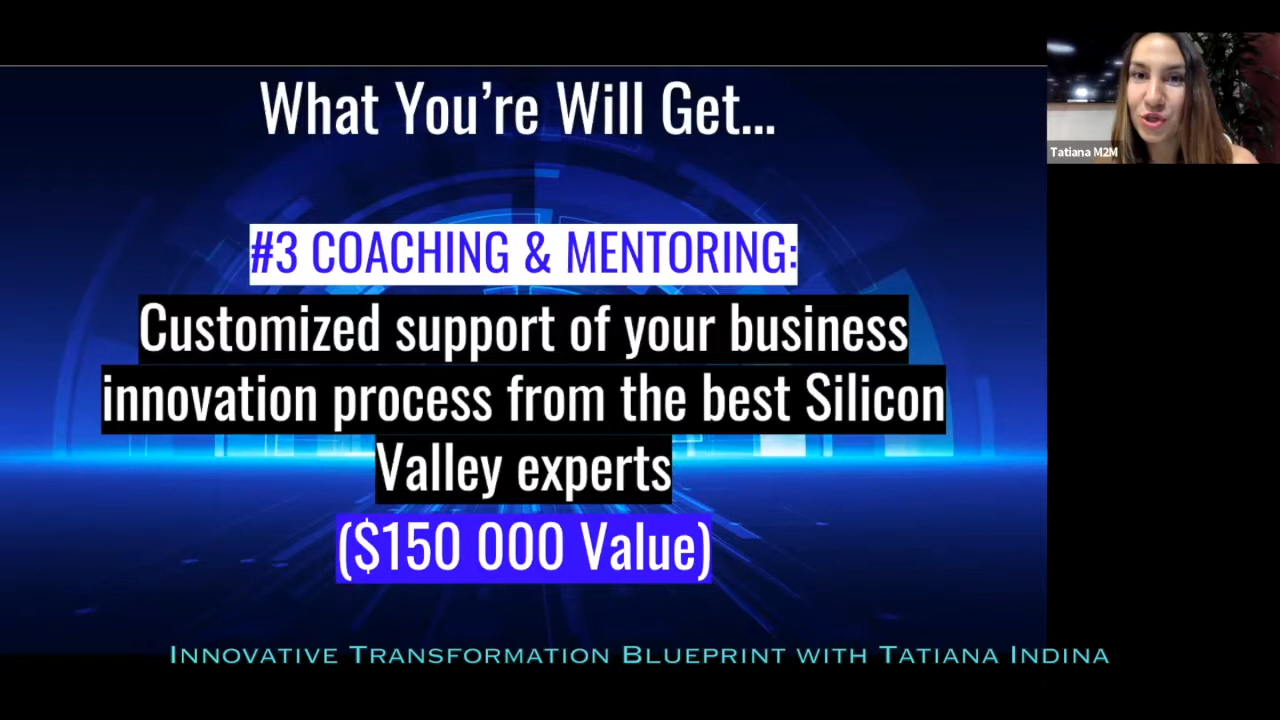 What You're Will Get...
#3 COACHING & MENTORING:
Customized support of your business
innovation process from the best Silicon
Valley experts
($150 000 Value)
Tatiana M2M
INNOVATIVE TRANSFORMATION BLUEPRINT WITH TATIANA INDINA